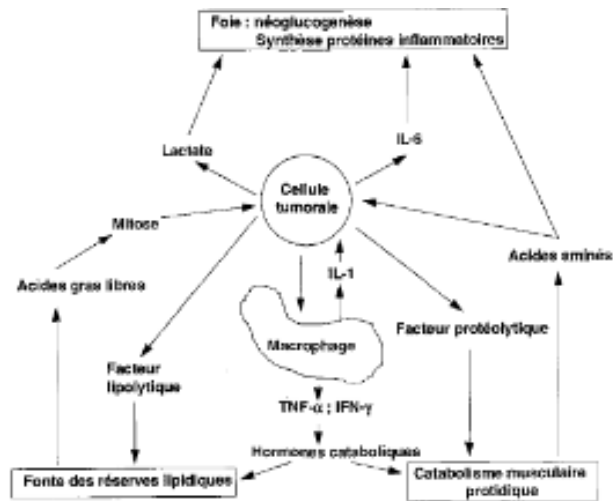 Foie : néoglucogenèse
Synthèse protéines inflammatoires
Lactate
IL-6
Cellule
tumorale
Mitose
Acides aminés
IL-1
Acides gras libres
Facteur protéolytique
Macrophage
Facteur
lipolytique
TNF-α ; IFN-γ
Hormones cataboliques
Fonte des réserves lipidiques
Catabolisme musculaire
protidique